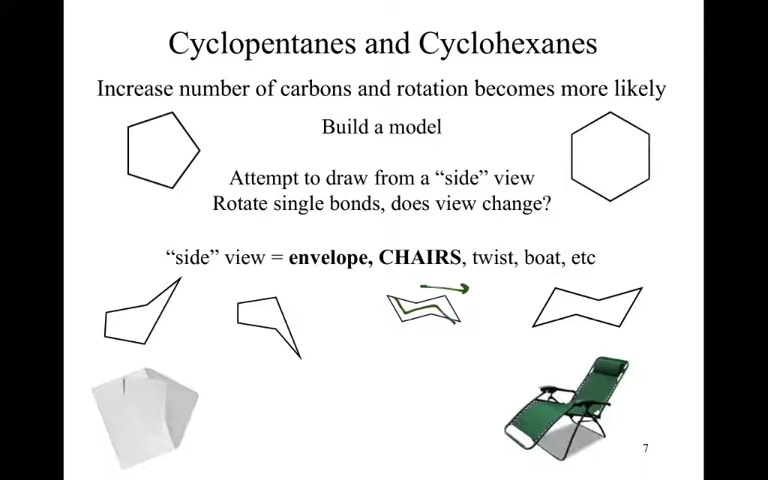 Cyclopentanes and Cyclohexanes
Increase number of carbons and rotation becomes more likely
Build a model
Attempt to draw from a “side” view
Rotate single bonds, does view change?
“side” view = envelope, CHAIRS, twist, boat, etc
7